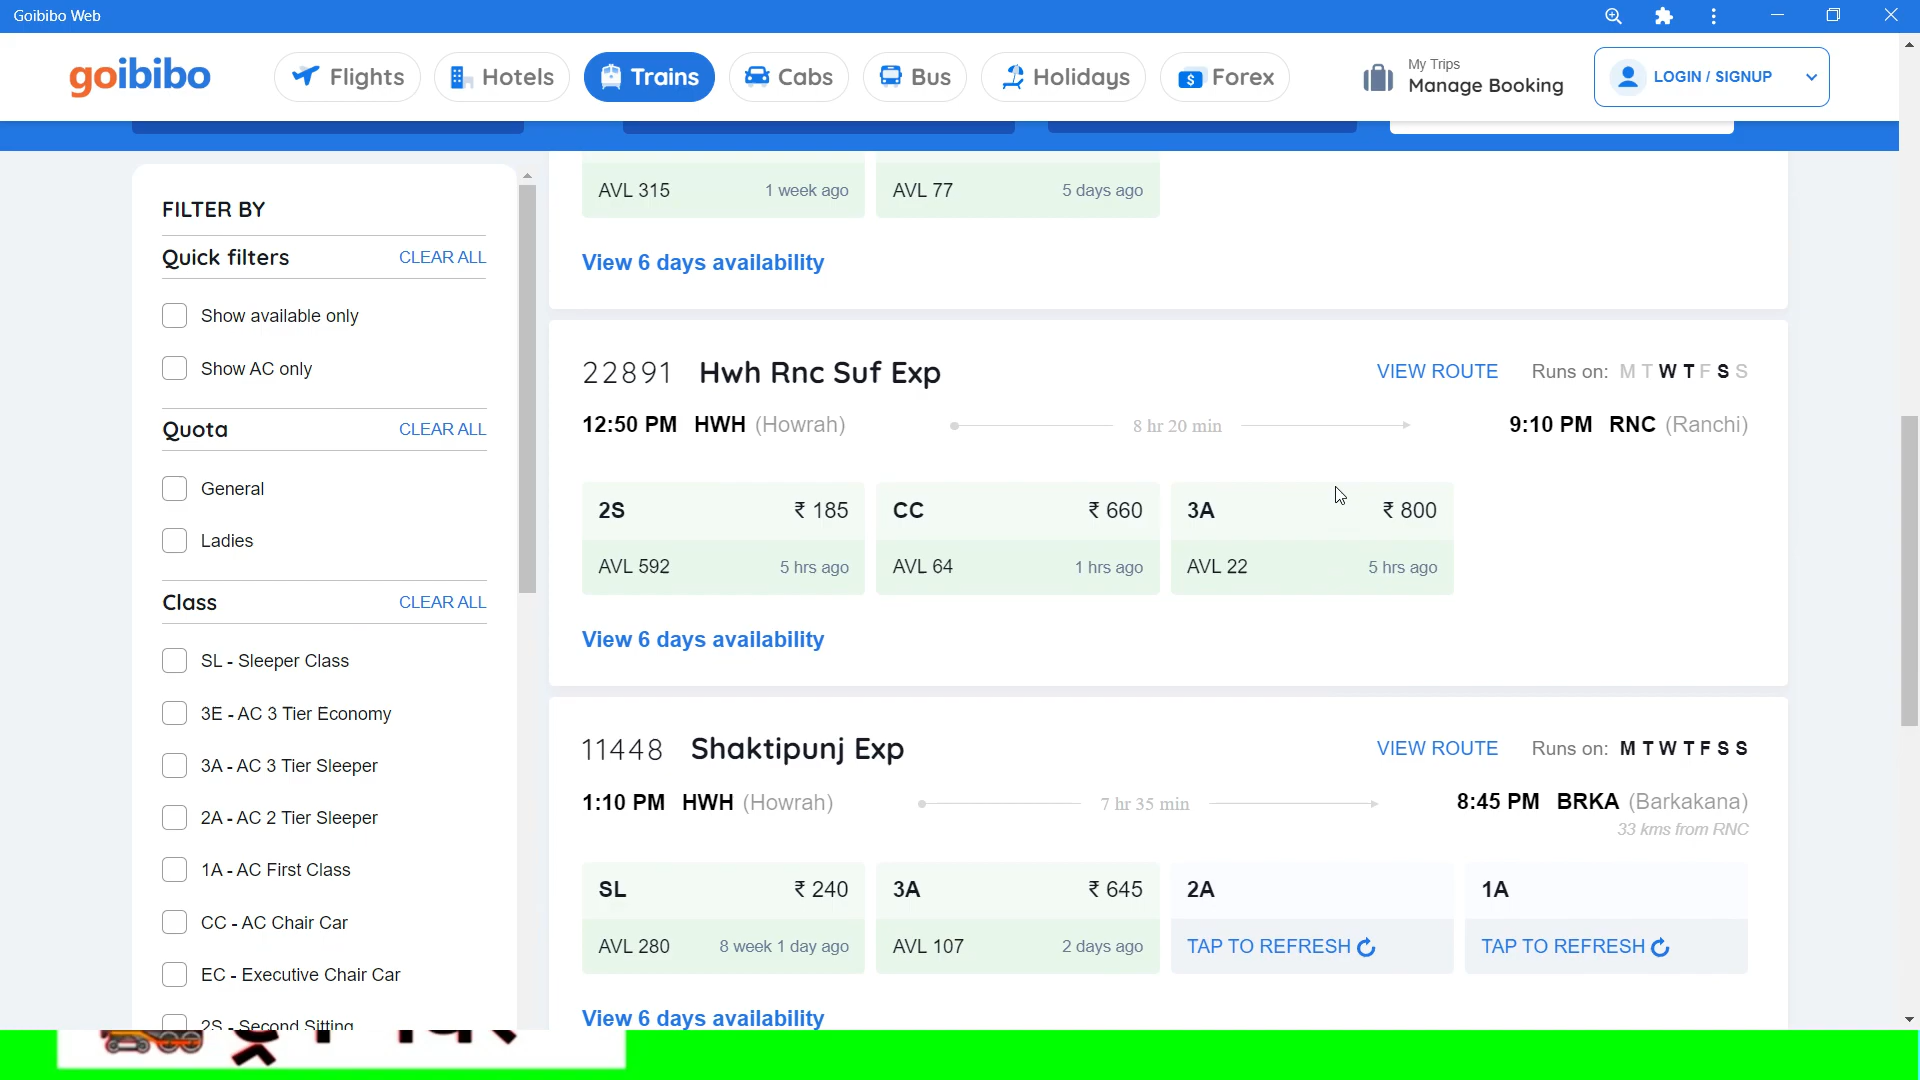 Goibibo Web
goibibo
Flights
Hotels
Trains
Cabs
Bus
Holidays
Forex
My Trips
Manage Booking
LOGIN / SIGNUP
FILTER BY
Quick filters CLEAR ALL
Show available only
Show AC only
Quota CLEAR ALL
General
Ladies
Class CLEAR ALL
SL - Sleeper Class
3E - AC 3 Tier Economy
3A - AC 3 Tier Sleeper
2A - AC 2 Tier Sleeper
1A - AC First Class
CC - AC Chair Car
EC - Executive Chair Car
2S - Second Sitting
AVL 315 1 week ago
AVL 77 5 days ago
View 6 days availability
22891 Hwh Rnc Suf Exp VIEW ROUTE Runs on: M T W T F S S
12:50 PM HWH (Howrah) 8 hr 20 min 9:10 PM RNC (Ranchi)
2S ₹ 185 CC ₹ 660 3A ₹ 800
AVL 592 5 hrs ago AVL 64 1 hrs ago AVL 22 5 hrs ago
View 6 days availability
11448 Shaktipunj Exp VIEW ROUTE Runs on: M T W T F S S
1:10 PM HWH (Howrah) 7 hr 35 min 8:45 PM BRKA (Barkakana)
33 kms from RNC
SL ₹ 240 3A ₹ 645 2A 1A
AVL 280 8 week 1 day ago AVL 107 2 days ago TAP TO REFRESH TAP TO REFRESH
View 6 days availability